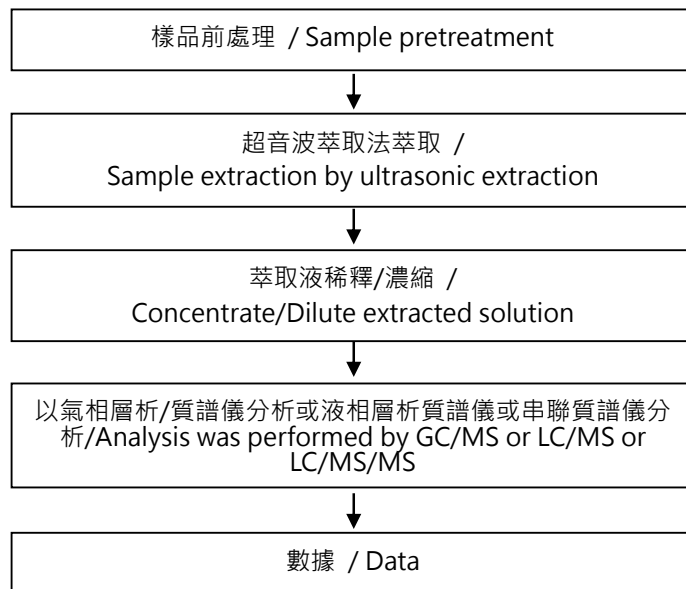 樣品前處理 / Sample pretreatment
超音波萃取法萃取 /
Sample extraction by ultrasonic extraction
萃取液稀釋/濃縮 /
Concentrate/Dilute extracted solution
以氣相層析/質譜儀分析或液相層析質譜儀或串聯質譜儀分
析/Analysis was performed by GC/MS or LC/MS or
LC/MS/MS
數據 / Data